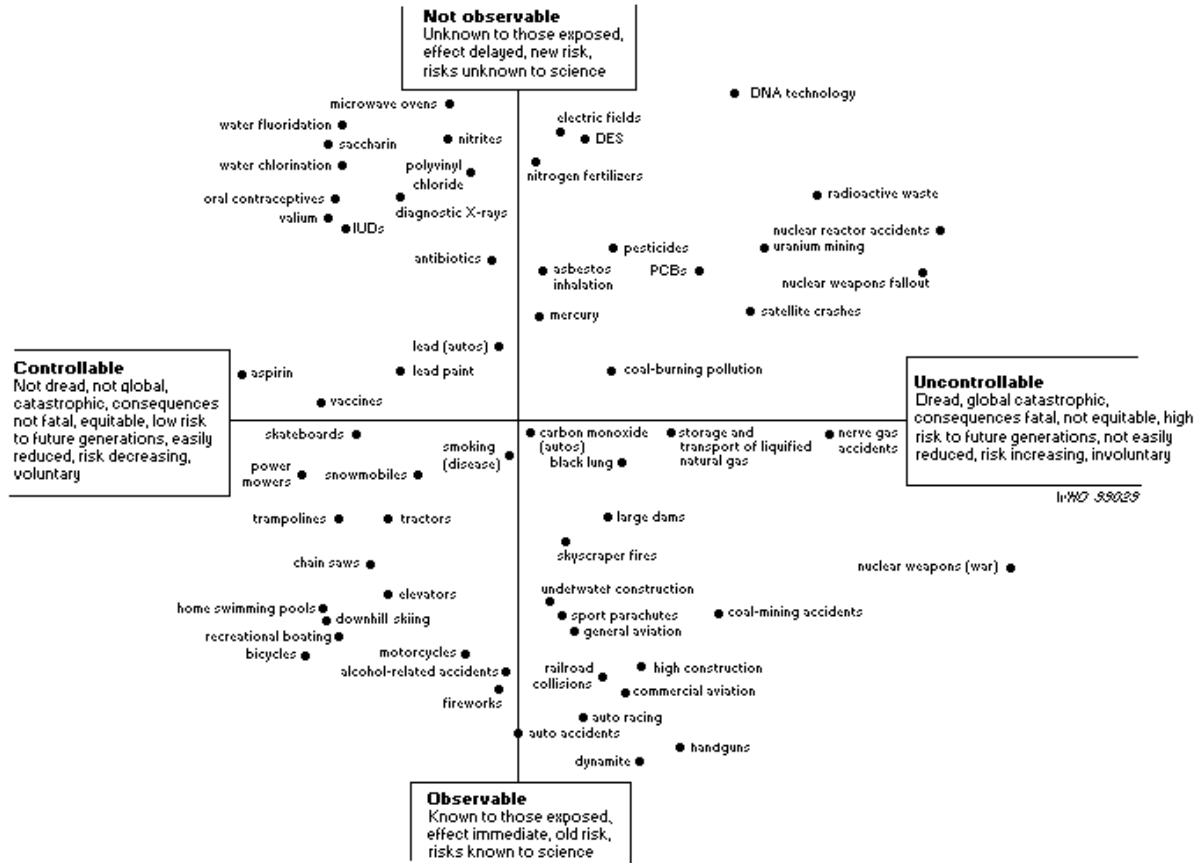 Not observable
Unknown to those exposed,
effect delayed, new risk,
risks unknown to science
DNA technology
microwave ovens
electric fields
water fluoridation
nitrites
DES
saccharin
water chlorination
polyvinyl
chloride
nitrogen fertilizers
oral contraceptives
radioactive waste
diagnostic X-rays
valium
IUDs
nuclear reactor accidents
pesticides
uranium mining
antibiotics
asbestos
inhalation
PCBs
nuclear weapons fallout
mercury
satellite crashes
lead (autos)
Controllable
Not dread, not global,
catastrophic, consequences
not fatal, equitable, low risk
to future generations, easily
reduced, risk decreasing,
voluntary
aspirin
lead paint
coal-burning pollution
vaccines
Uncontrollable
Dread, global catastrophic,
consequences fatal, not equitable, high
risk to future generations, not easily
reduced, risk increasing, involuntary
skateboards
smoking
(disease)
carbon monoxide
(autos)
storage and
transport of liquified
natural gas
nerve gas
accidents
black lung
power
mowers
snowmobiles
trampolines
tractors
large dams
skyscraper fires
chain saws
nuclear weapons (war)
elevators
underwater construction
home swimming pools
sport parachutes
coal-mining accidents
downhill skiing
general aviation
recreational boating
bicycles
motorcycles
alcohol-related accidents
railroad
collisions
high construction
fireworks
commercial aviation
auto racing
auto accidents
handguns
dynamite
Observable
Known to those exposed,
effect immediate, old risk,
risks known to science